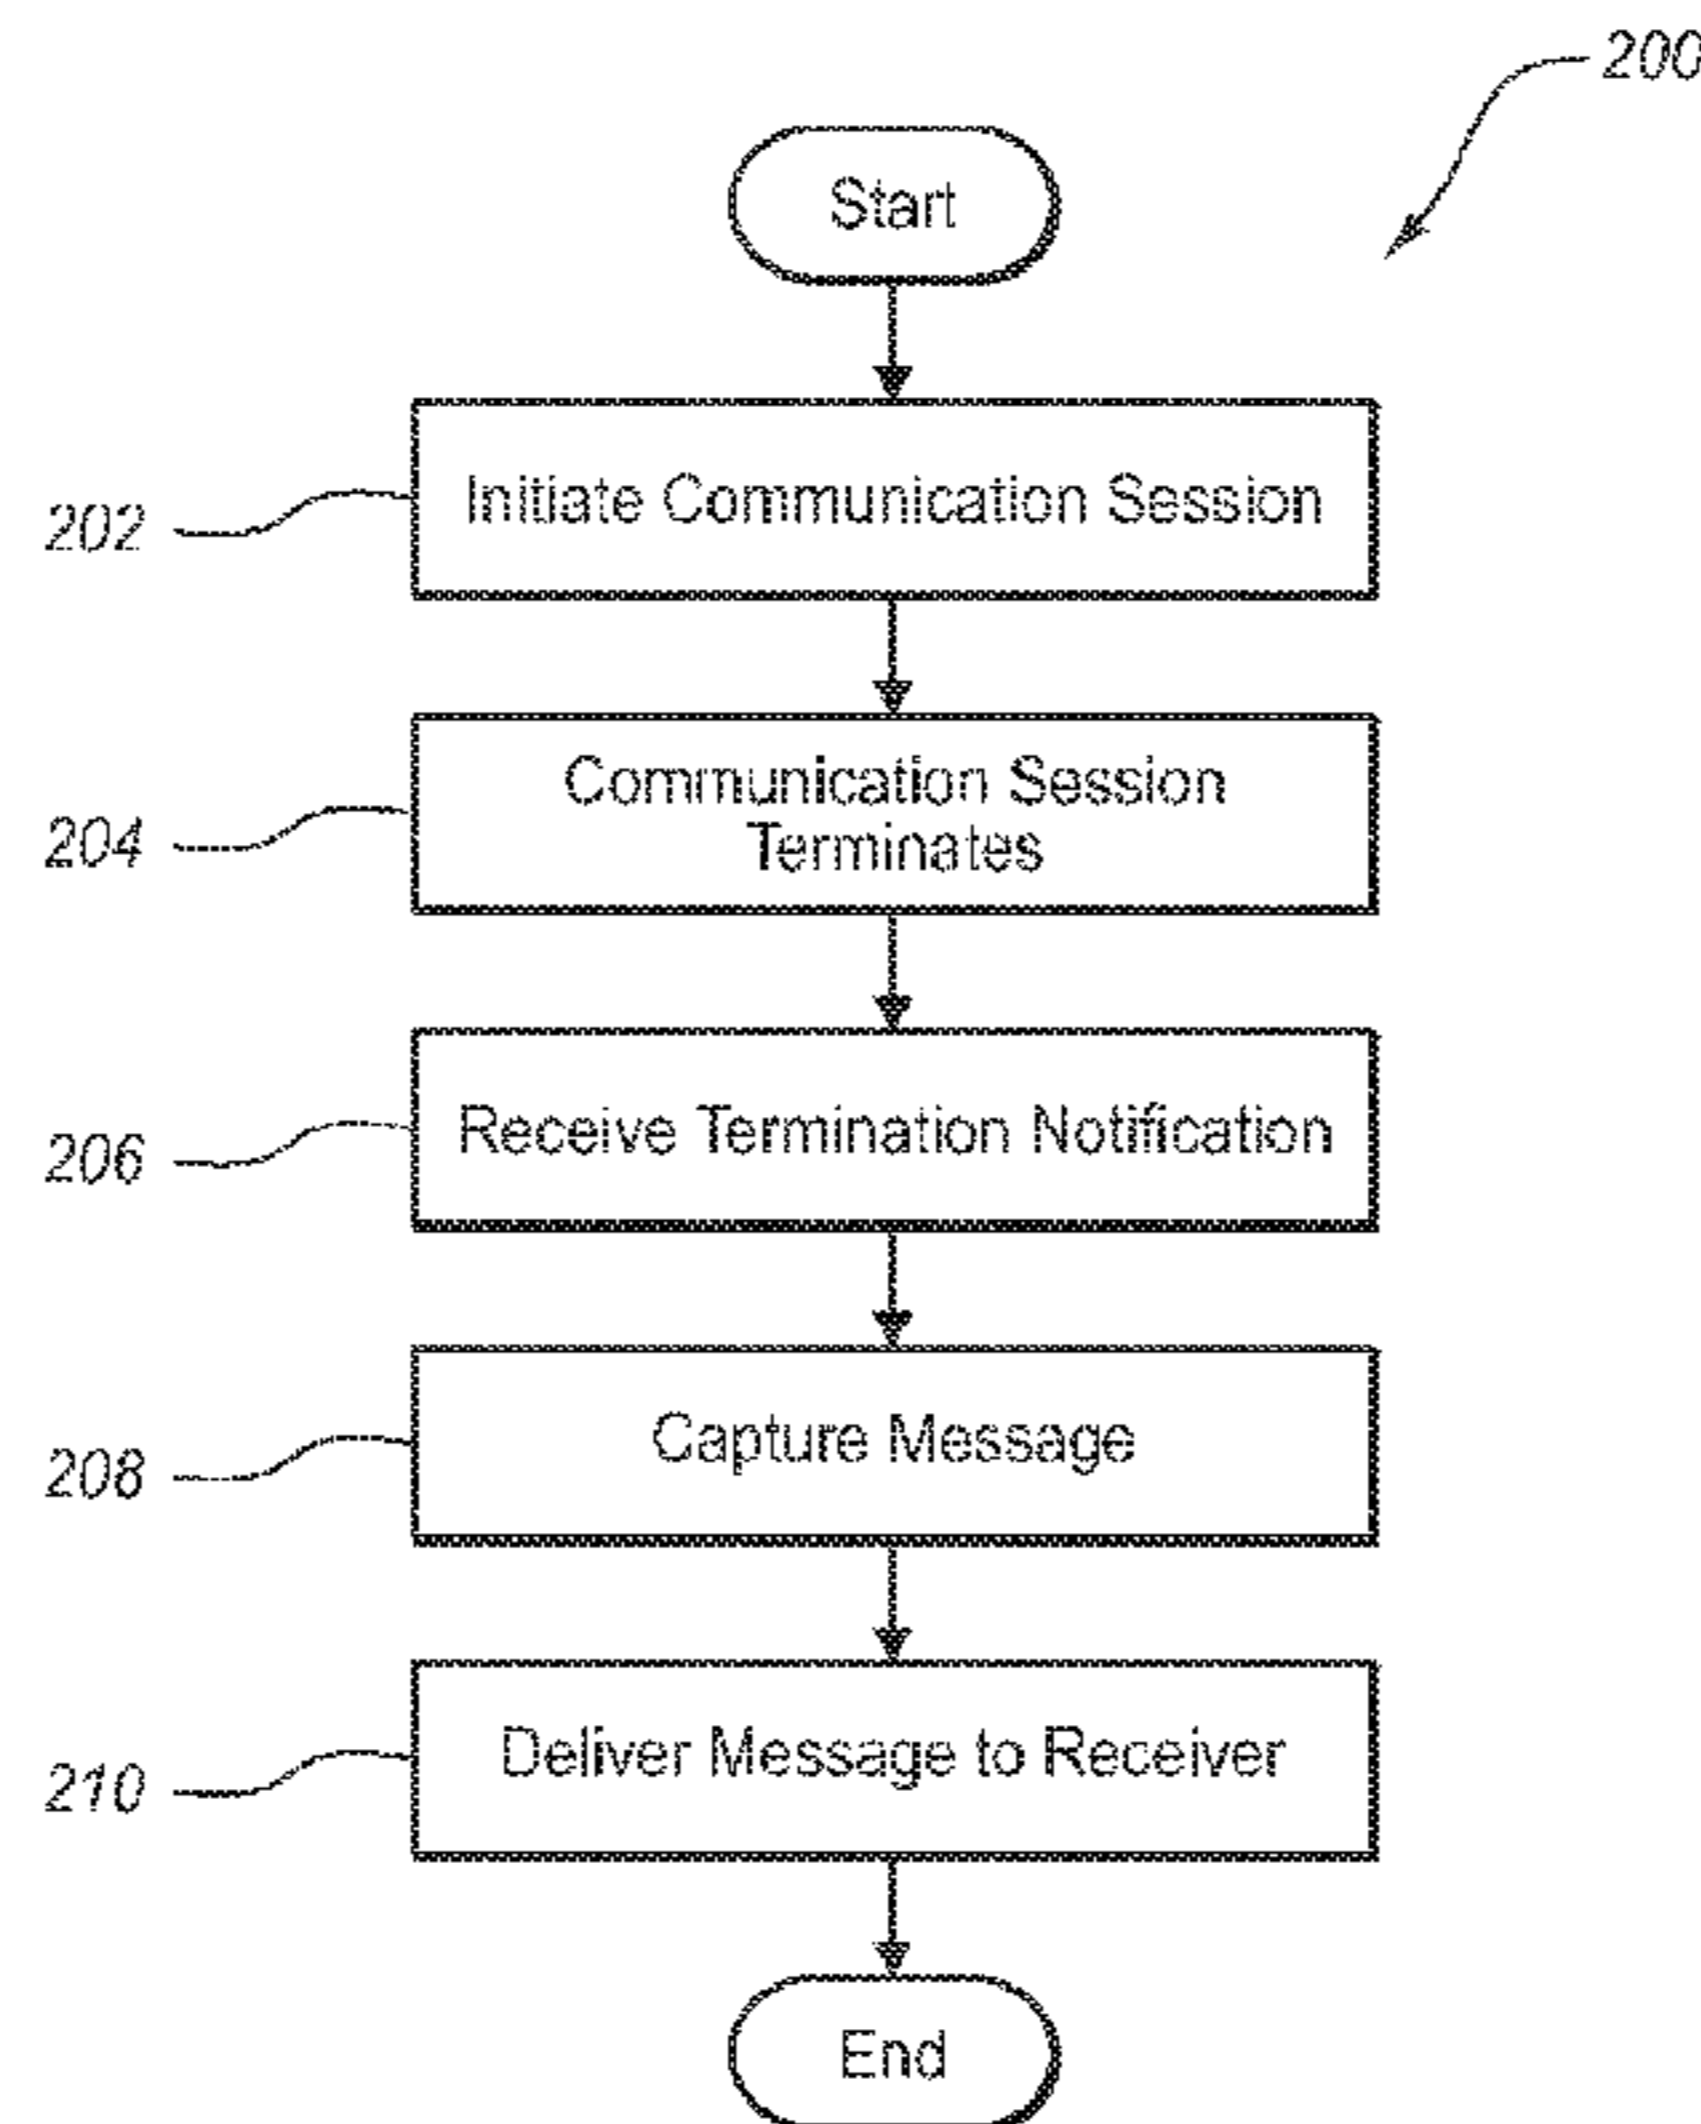 200
Start
202
Initiate Communication Session
204
Communication Session
Terminates
206
Receive Termination Notification
208
Capture Message
210
Deliver Message to Receiver
End